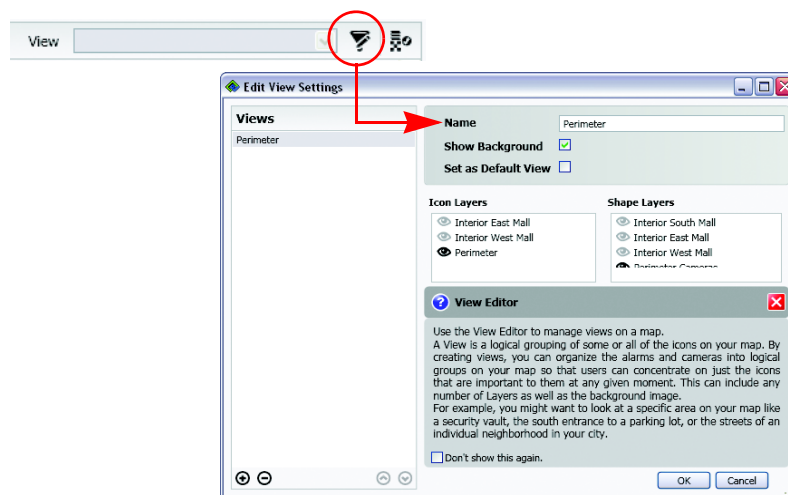 View
Edit View Settings
Views
Perimeter
Name
Perimeter
Show Background
Set as Default View
Icon Layers
Interior East Mall
Interior West Mall
Perimeter
Shape Layers
Interior South Mall
Interior East Mall
Interior West Mall
Perimeter Cameras
? View Editor
Use the View Editor to manage views on a map.
A View is a logical grouping of some or all of the icons on your map. By
creating views, you can organize the alarms and cameras into logical
groups on your map so that users can concentrate on just the icons
that are important to them at any given moment. This can include any
number of Layers as well as the background image.
For example, you might want to look at a specific area on your map like
a security vault, the south entrance to a parking lot, or the streets of an
individual neighborhood in your city.
Don't show this again.
OK
Cancel